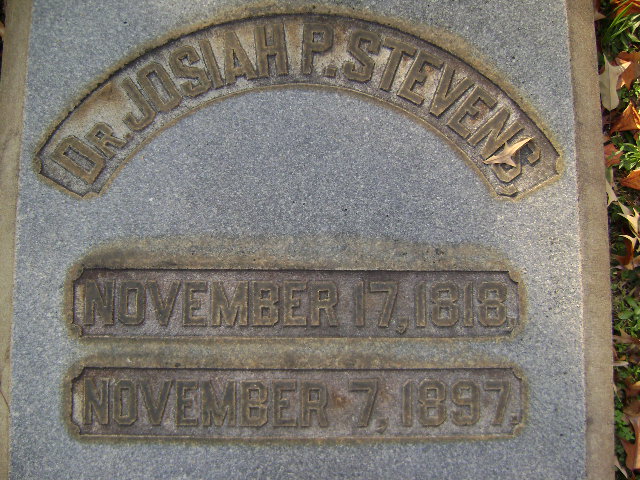 DR. JOSIAH P. STEVENS
NOVEMBER 17, 1818.
NOVEMBER 7, 1897.